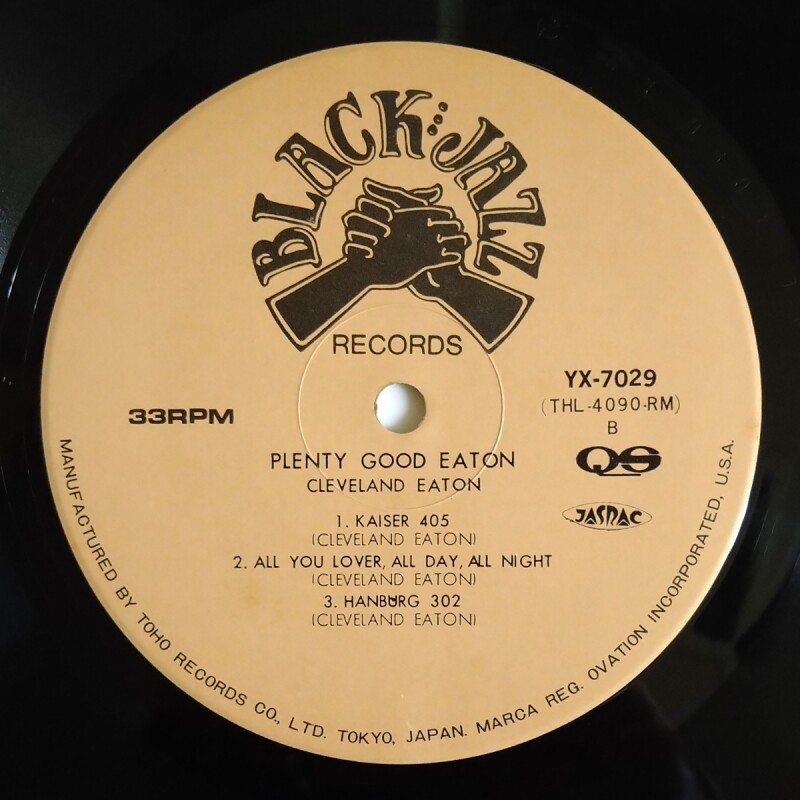 BLACK JAZZ
RECORDS
33RPM
YX-7029
(THL-4090-RM)
B
QS
JASRAC
PLENTY GOOD EATON
CLEVELAND EATON
1. KAISER 405
(CLEVELAND EATON)
2. ALL YOU LOVER, ALL DAY, ALL NIGHT
(CLEVELAND EATON)
3. HANBURG 302
(CLEVELAND EATON)
MANUFACTURED BY TOHO RECORDS CO., LTD. TOKYO, JAPAN. MARCA REG. OVATION INCORPORATED, U.S.A.